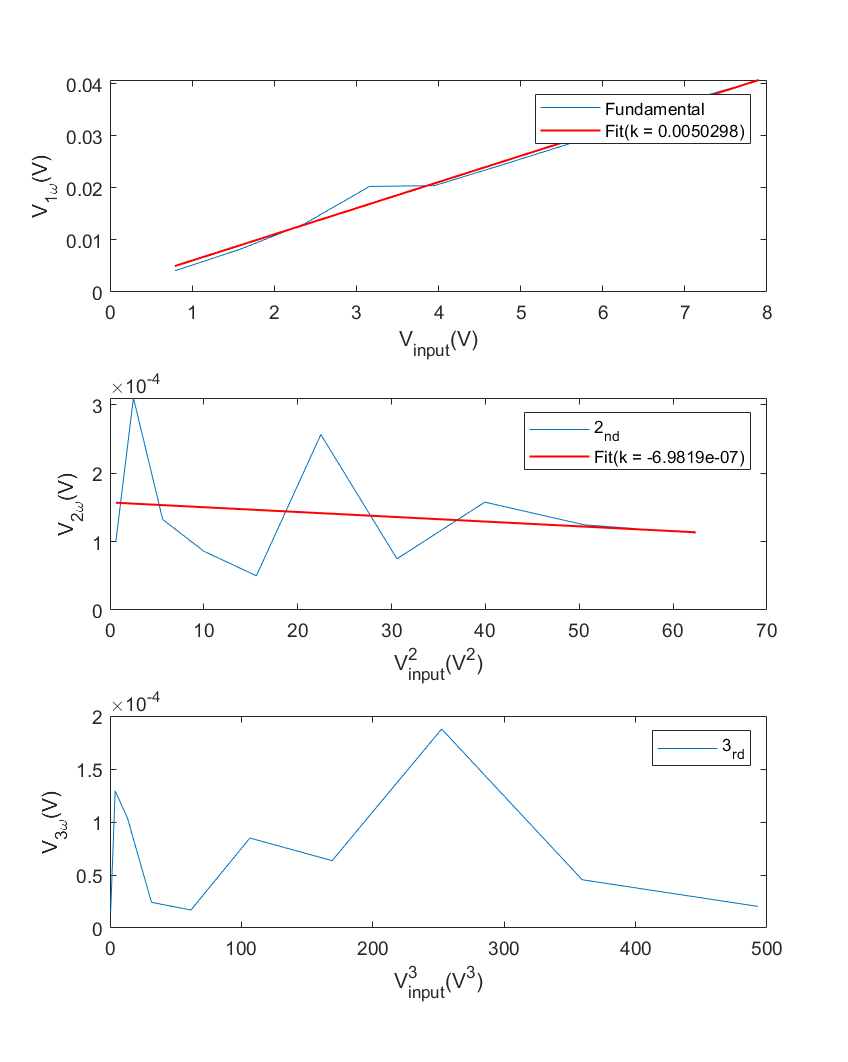 0.04
0.03
0.02
0.01
0
V1ω(V)
Fundamental
Fit(k = 0.0050298)
0 1 2 3 4 5 6 7 8
Vinput(V)
×10-4
3
2
1
0
V2ω(V)
2nd
Fit(k = -6.9819e-07)
0 10 20 30 40 50 60 70
V2input(V2)
×10-4
2
1.5
1
0.5
0
V3ω(V)
3rd
0 100 200 300 400 500
V3input(V3)